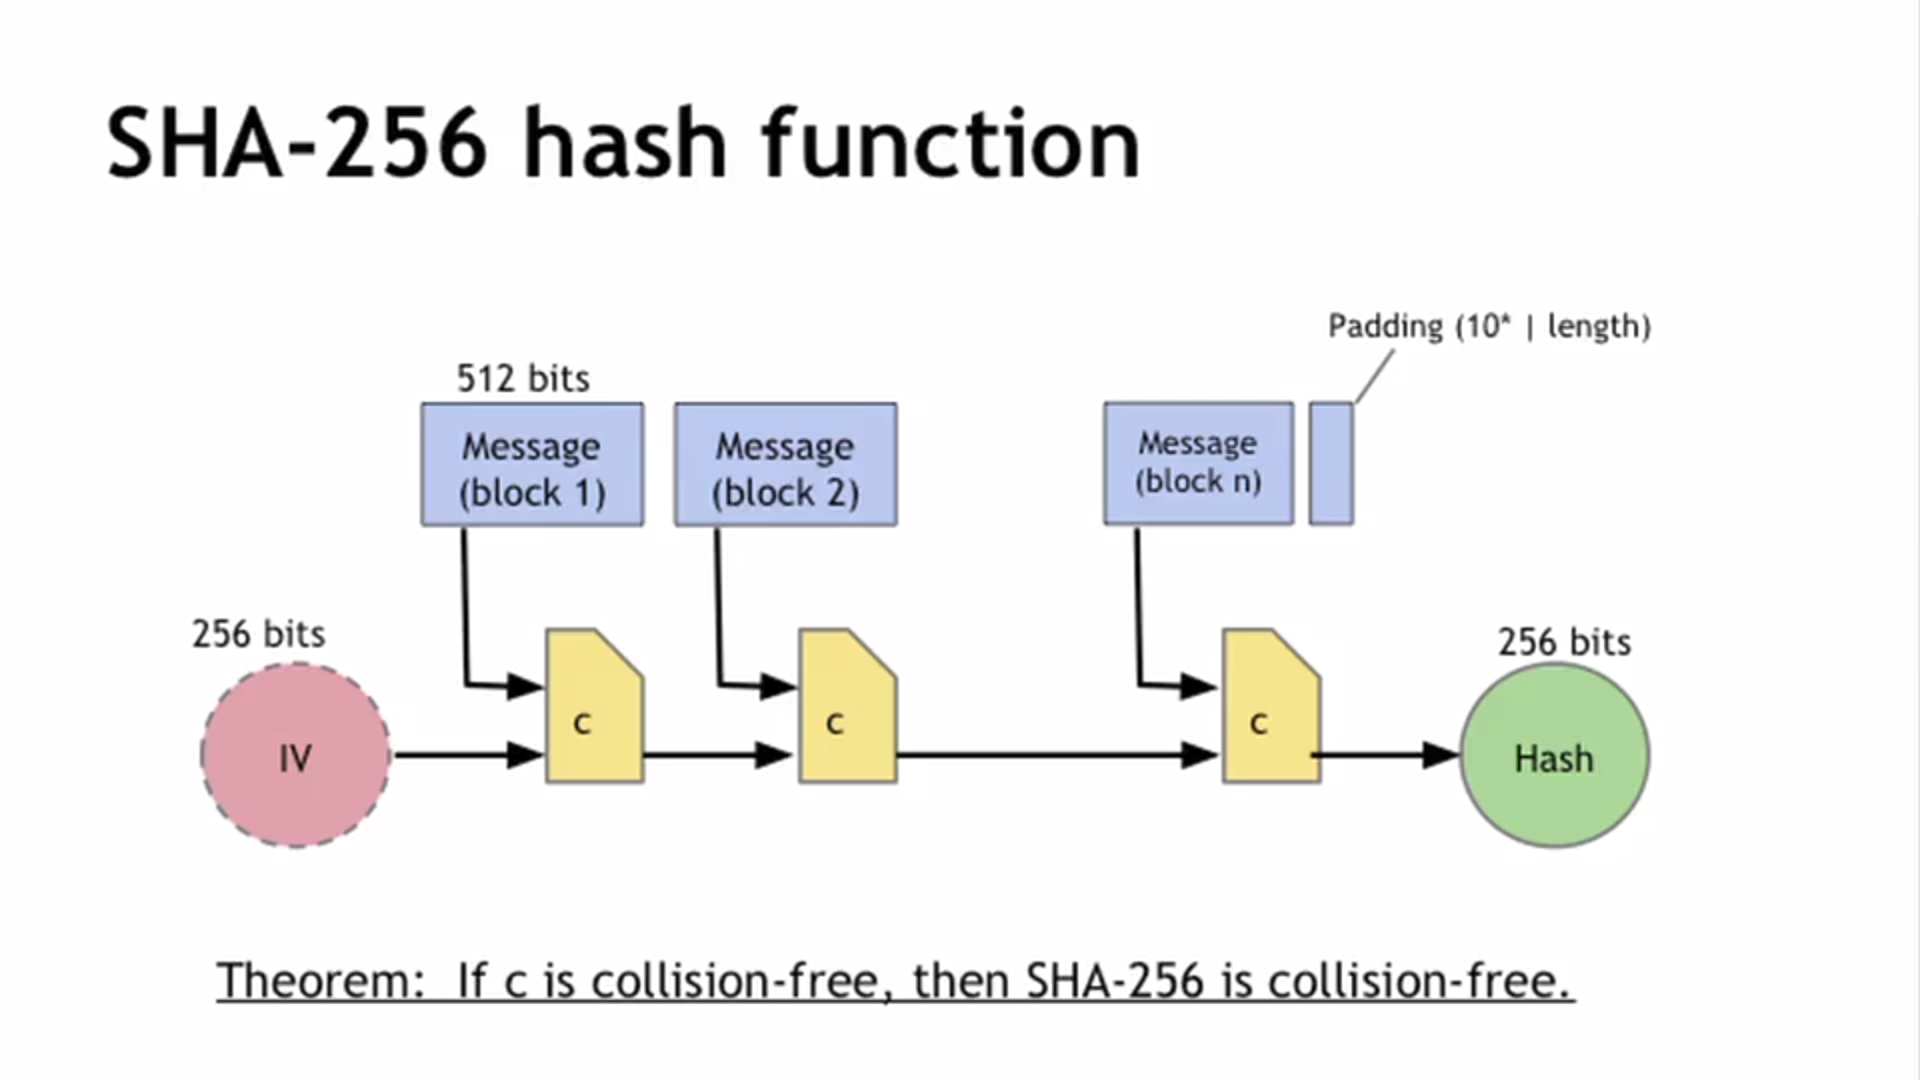 SHA-256 hash function
Padding (10* | length)
512 bits
Message
(block 1)
Message
(block 2)
Message
(block n)
256 bits
IV
c
c
c
256 bits
Hash
Theorem: If c is collision-free, then SHA-256 is collision-free.